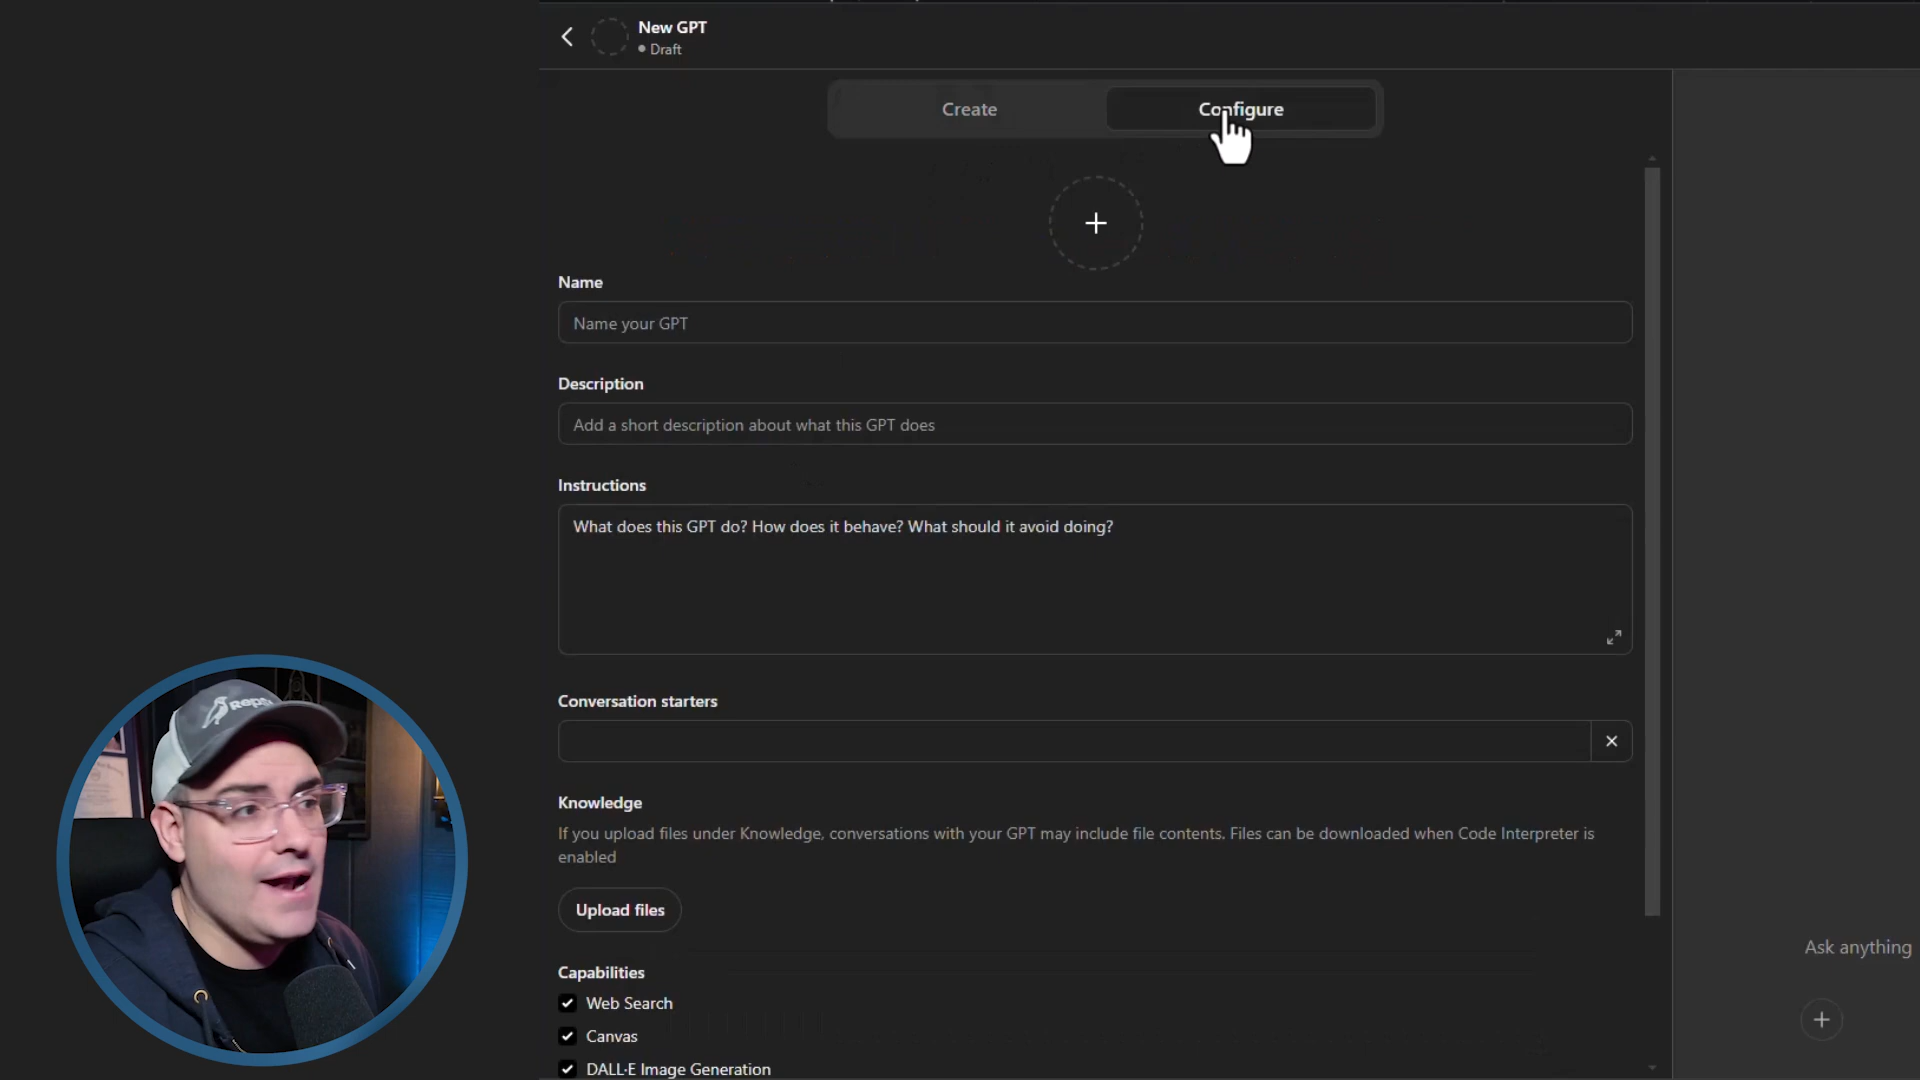 New GPT
Draft
Create
Configure
Name
Name your GPT
Description
Add a short description about what this GPT does
Instructions
What does this GPT do? How does it behave? What should it avoid doing?
Conversation starters
Knowledge
If you upload files under Knowledge, conversations with your GPT may include file contents. Files can be downloaded when Code Interpreter is
enabled
Upload files
Capabilities
Web Search
Canvas
DALL·E Image Generation
Ask anything